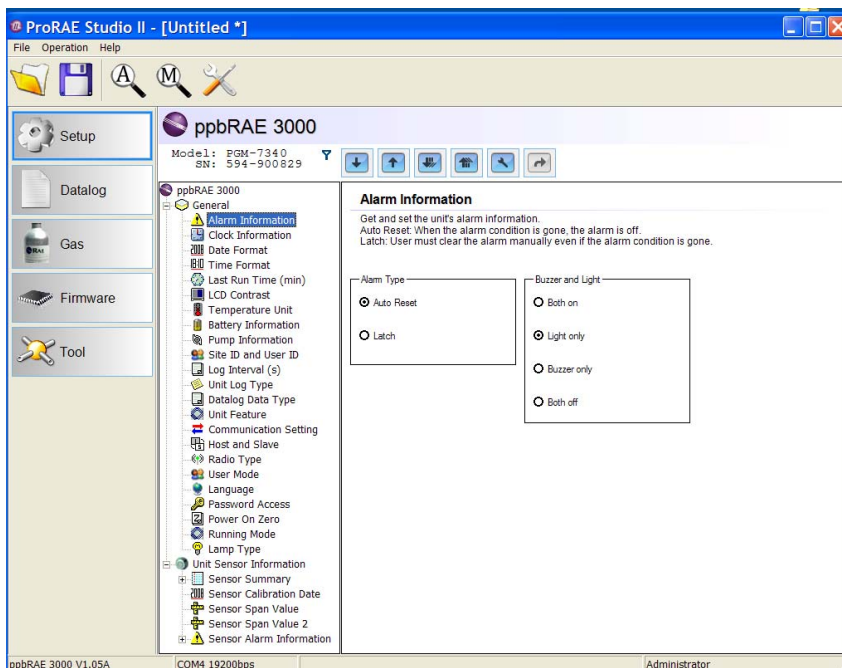 ProRAE Studio II - [Untitled *]
File Operation Help
A M
Setup
Datalog
Gas
Firmware
Tool
ppbRAE 3000
Model: PGM-7340
SN: 594-900829
ppbRAE 3000
General
Alarm Information
Clock Information
Date Format
Time Format
Last Run Time (min)
LCD Contrast
Temperature Unit
Battery Information
Pump Information
Site ID and User ID
Log Interval (s)
Unit Log Type
Datalog Data Type
Unit Feature
Communication Setting
Host and Slave
Radio Type
User Mode
Language
Password Access
Power On Zero
Running Mode
Lamp Type
Unit Sensor Information
Sensor Summary
Sensor Calibration Date
Sensor Span Value
Sensor Span Value 2
Sensor Alarm Information
Alarm Information
Get and set the unit's alarm information.
Auto Reset: When the alarm condition is gone, the alarm is off.
Latch: User must clear the alarm manually even if the alarm condition is gone.
Alarm Type
Auto Reset
Latch
Buzzer and Light
Both on
Light only
Buzzer only
Both off
ppbRAE 3000 V1.05A
COM4 19200bps
Administrator